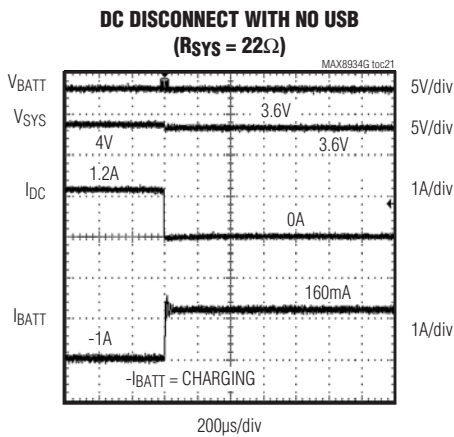 DC DISCONNECT WITH NO USB
(RSYS = 22Ω)
MAX8934G toc21
VBATT
5V/div
3.6V
VSYS
5V/div
4V
3.6V
1.2A
IDC
1A/div
0A
160mA
IBATT
1A/div
-1A
-IBATT = CHARGING
200µs/div